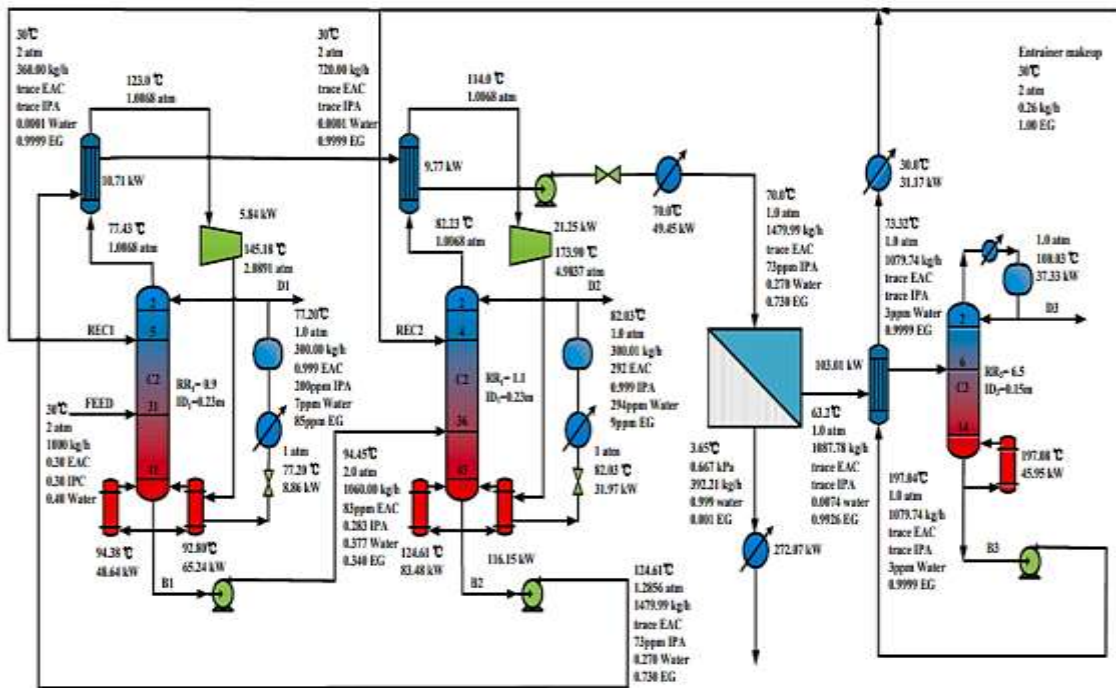 30℃
2 atm
360.00 kg/h
trace EAC
trace IPA
0.0001 Water
0.9999 EG
123.0 ℃
1.0068 atm
10.71 kW
77.43 ℃
1.0068 atm
5.84 kW
145.18 ℃
2.0891 atm
D1
REC1
FEED
30℃
2 atm
1000 kg/h
0.30 EAC
0.30 IPC
0.40 Water
2
5
C2
31
41
RR₁= 0.9
ID₁=0.23m
77.20 ℃
1.0 atm
300.00 kg/h
0.999 EAC
200ppm IPA
7ppm Water
85ppm EG
1 atm
77.20 ℃
8.86 kW
94.38 ℃
48.64 kW
92.80℃
65.24 kW
B1
30℃
2 atm
720.00 kg/h
trace EAC
trace IPA
0.0001 Water
0.9999 EG
114.0 ℃
1.0068 atm
9.77 kW
82.23 ℃
1.0068 atm
21.25 kW
173.90 ℃
4.9037 atm
D2
REC2
2
4
C2
36
RR₁= 1.1
ID₁=0.23m
82.03℃
1.0 atm
300.01 kg/h
292 EAC
0.999 IPA
294ppm Water
9ppm EG
1 atm
82.03 ℃
31.97 kW
94.45℃
2.0 atm
1060.00 kg/h
83ppm EAC
0.283 IPA
0.377 Water
0.340 EG
124.61 ℃
83.48 kW
116.15 kW
B2
124.61℃
1.2856 atm
1479.99 kg/h
trace EAC
73ppm IPA
0.270 Water
0.730 EG
70.0 ℃
49.45 kW
70.0℃
1.0 atm
1479.99 kg/h
trace EAC
73ppm IPA
0.270 Water
0.730 EG
3.65℃
0.667 kPa
392.21 kg/h
0.999 water
0.001 EG
272.07 kW
103.01 kW
63.2 ℃
1.0 atm
1087.78 kg/h
trace EAC
trace IPA
0.0074 water
0.9926 EG
30.0 ℃
31.17 kW
73.32 ℃
1.0 atm
1079.74 kg/h
trace EAC
trace IPA
3ppm Water
0.9999 EG
Entrainer makeup
30℃
2 atm
0.26 kg/h
1.00 EG
1.0 atm
100.03 ℃
37.33 kW
D3
2
6
C3
14
RR₂= 6.5
ID₂=0.15m
197.08 ℃
45.95 kW
197.04℃
1.0 atm
1079.74 kg/h
trace EAC
trace IPA
3ppm Water
0.9999 EG
B3